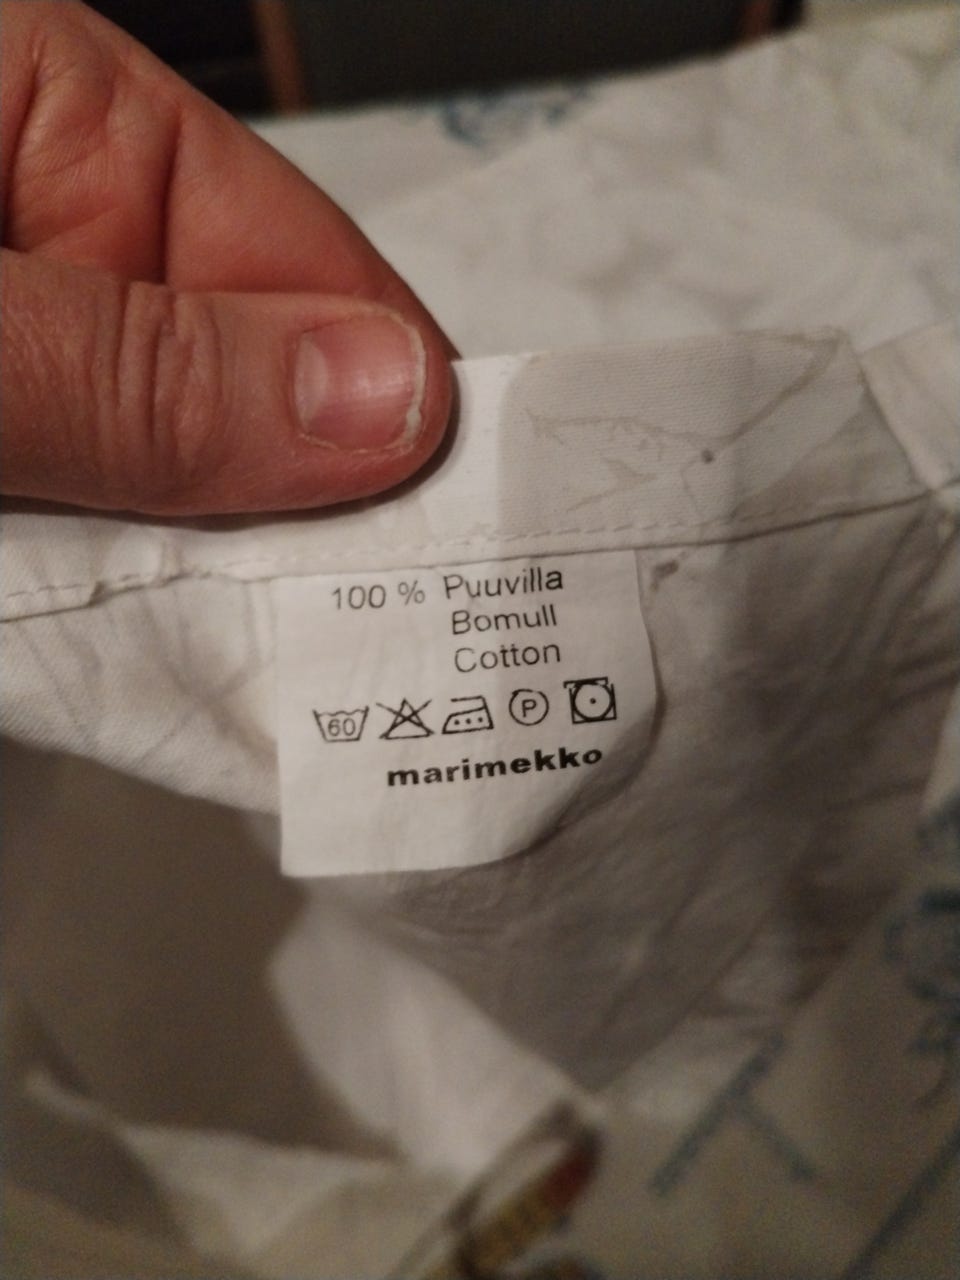 100 % Puuvilla
Bomull
Cotton
60 P
marimekko